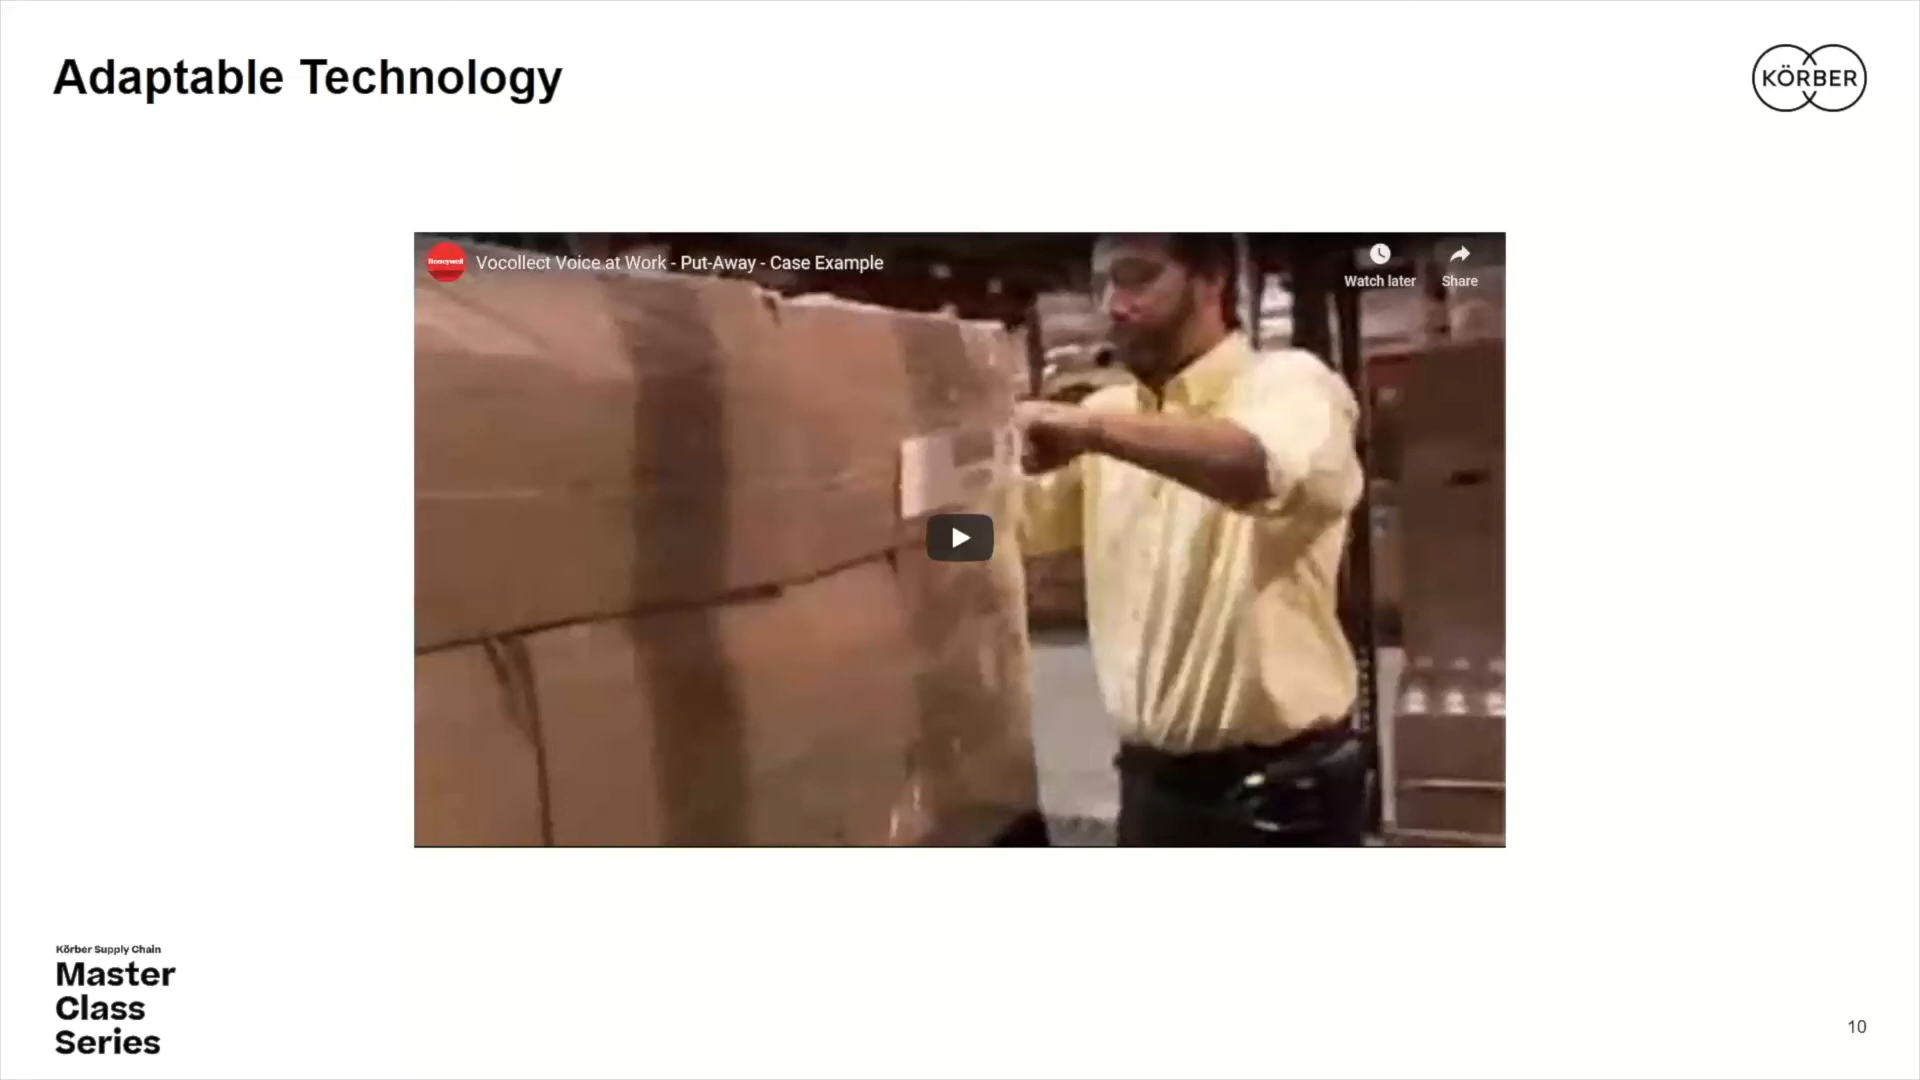 Adaptable Technology
KÖRBER
Honeywell
Vocollect Voice at Work - Put-Away - Case Example
Watch later
Share
Körber Supply Chain
Master
Class
Series
10